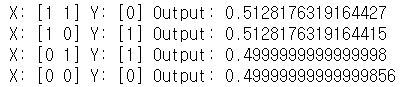 X: [1 1] Y: [0] Output: 0.5128176319164427
X: [1 0] Y: [1] Output: 0.5128176319164415
X: [0 1] Y: [1] Output: 0.4999999999999998
X: [0 0] Y: [0] Output: 0.49999999999999856